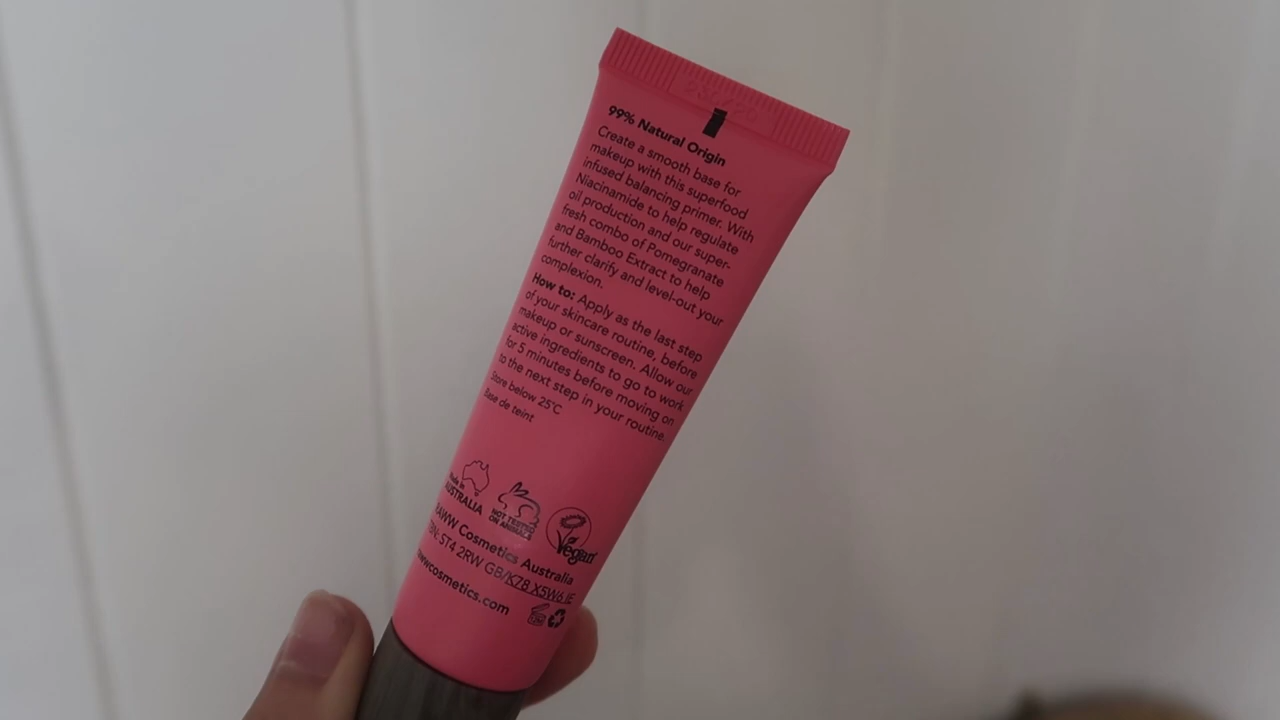 99% Natural Origin
Create a smooth base for
makeup with this superfood
infused balancing primer. With
Niacinamide to help regulate
oil production and our super-
fresh combo of Pomegranate
and Bamboo Extract to help
further clarify and level-out your
complexion.
How to: Apply as the last step
of your skincare routine, before
makeup or sunscreen. Allow our
active ingredients to go to work
for 5 minutes before moving on
to the next step in your routine.
Store below 25°C
Base de teint
Made in
AUSTRALIA
NOT TESTED
ON ANIMALS
Vegan
RAWW Cosmetics Australia
ST4 2RW GB/K78 X5W6 IE